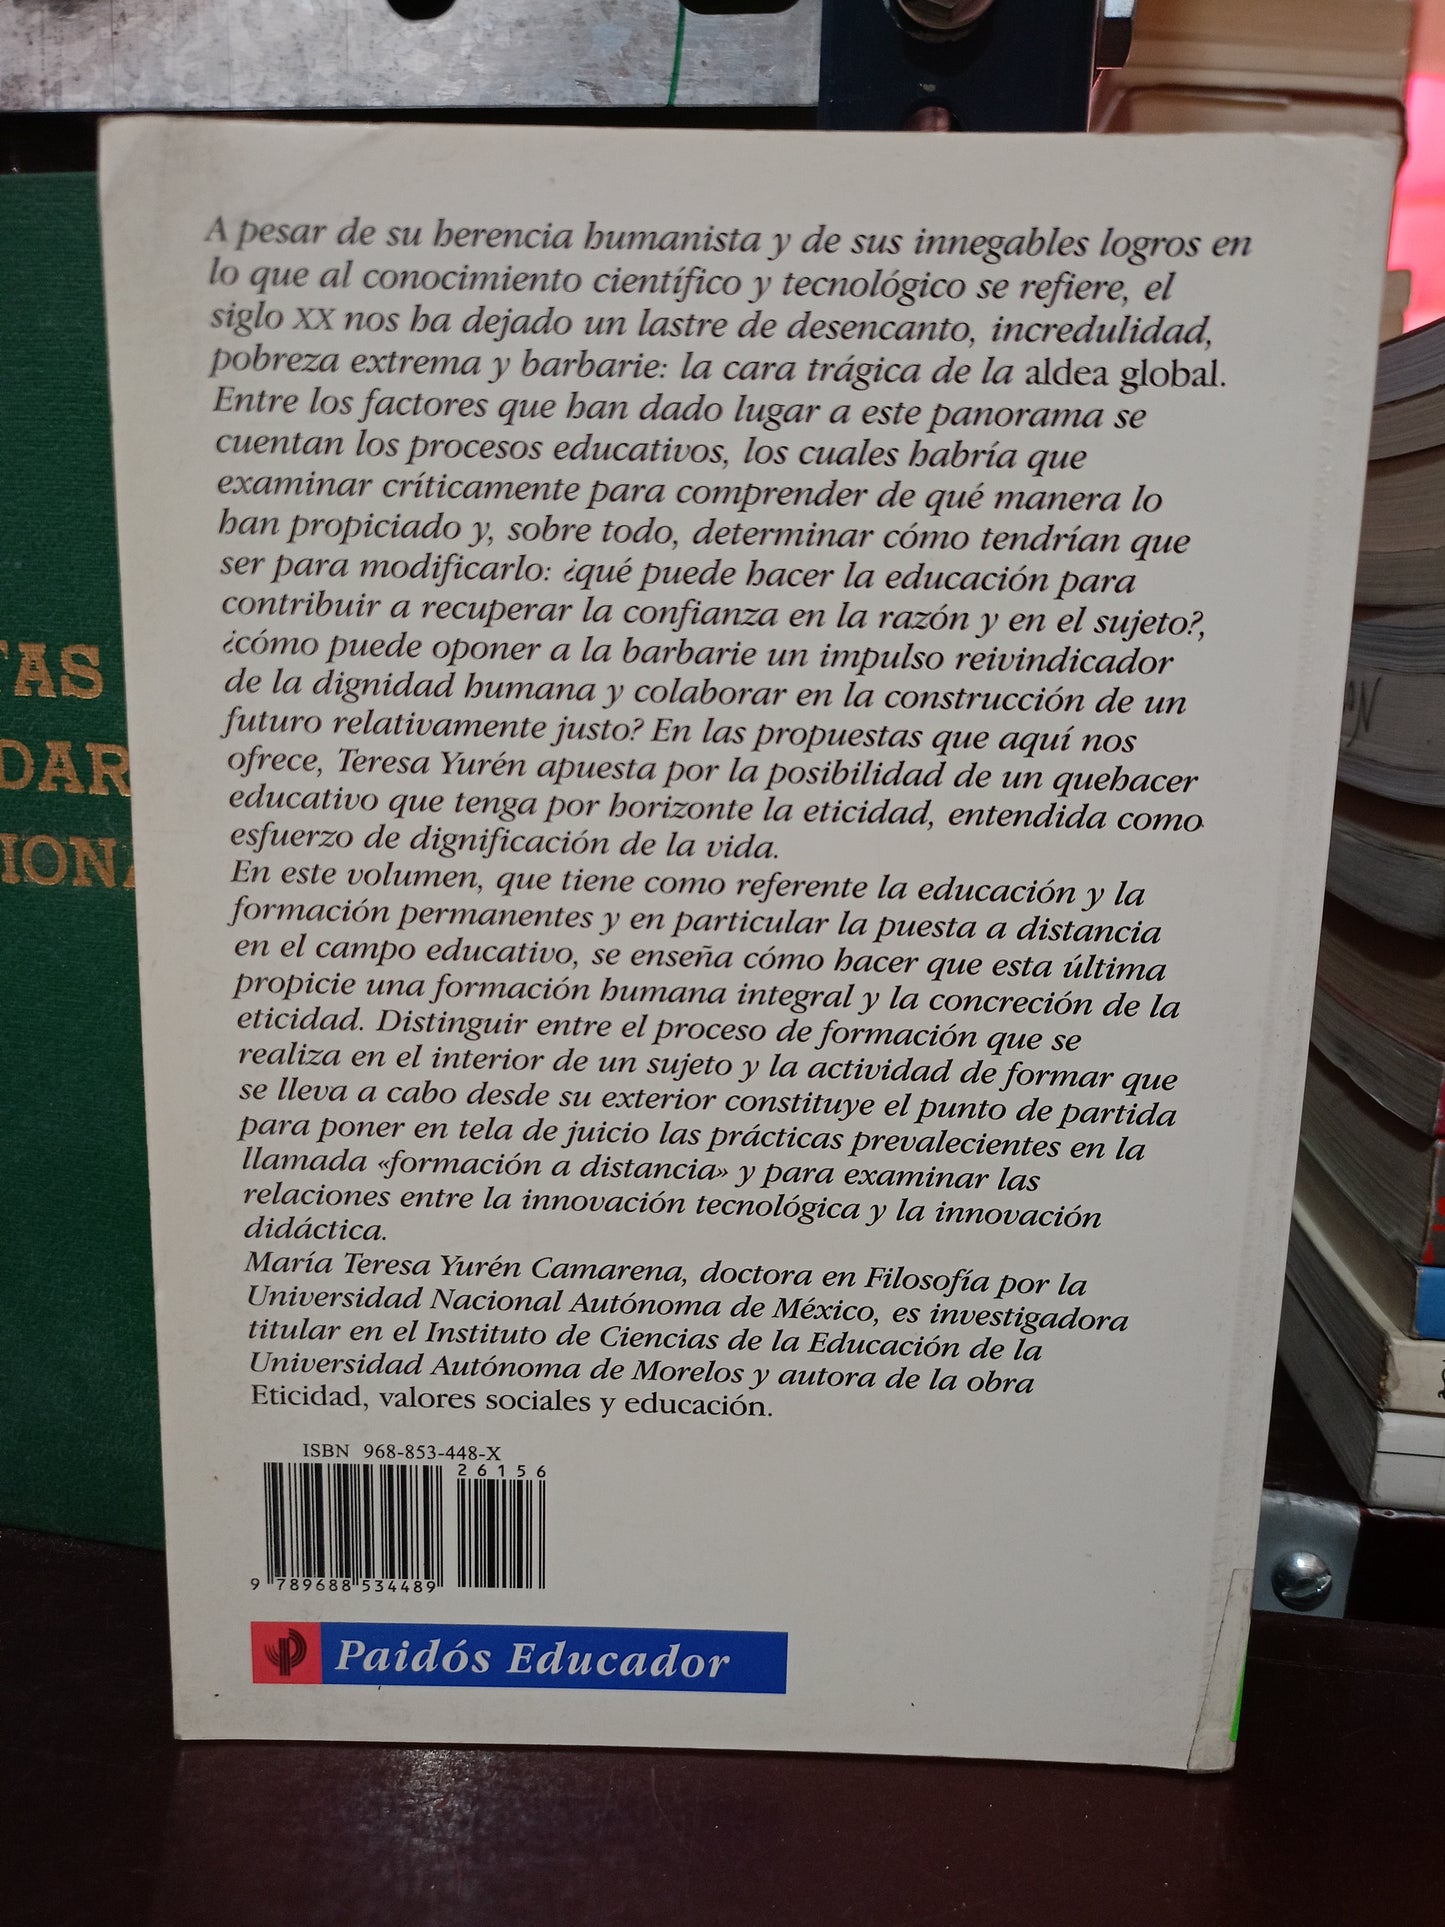 A pesar de su herencia humanista y de sus innegables logros en
lo que al conocimiento científico y tecnológico se refiere, el
siglo XX nos ha dejado un lastre de desencanto, incredulidad,
pobreza extrema y barbarie: la cara trágica de la aldea global.
Entre los factores que han dado lugar a este panorama se
cuentan los procesos educativos, los cuales habría que
examinar críticamente para comprender de qué manera lo
han propiciado y, sobre todo, determinar cómo tendrían que
ser para modificarlo: ¿qué puede hacer la educación para
contribuir a recuperar la confianza en la razón y en el sujeto?,
¿cómo puede oponer a la barbarie un impulso reivindicador
de la dignidad humana y colaborar en la construcción de un
futuro relativamente justo? En las propuestas que aquí nos
ofrece, Teresa Yurén apuesta por la posibilidad de un quehacer
educativo que tenga por horizonte la eticidad, entendida como
esfuerzo de dignificación de la vida.
En este volumen, que tiene como referente la educación y la
formación permanentes y en particular la puesta a distancia
en el campo educativo, se enseña cómo hacer que esta última
propicie una formación humana integral y la concreción de la
eticidad. Distinguir entre el proceso de formación que se
realiza en el interior de un sujeto y la actividad de formar que
se lleva a cabo desde su exterior constituye el punto de partida
para poner en tela de juicio las prácticas prevalecientes en la
llamada «formación a distancia» y para examinar las
relaciones entre la innovación tecnológica y la innovación
didáctica.
María Teresa Yurén Camarena, doctora en Filosofía por la
Universidad Nacional Autónoma de México, es investigadora
titular en el Instituto de Ciencias de la Educación de la
Universidad Autónoma de Morelos y autora de la obra
Eticidad, valores sociales y educación.
ISBN 968-853-448-X
26156
9 789688 534489
Paidós Educador
TAS
DAR
IONA